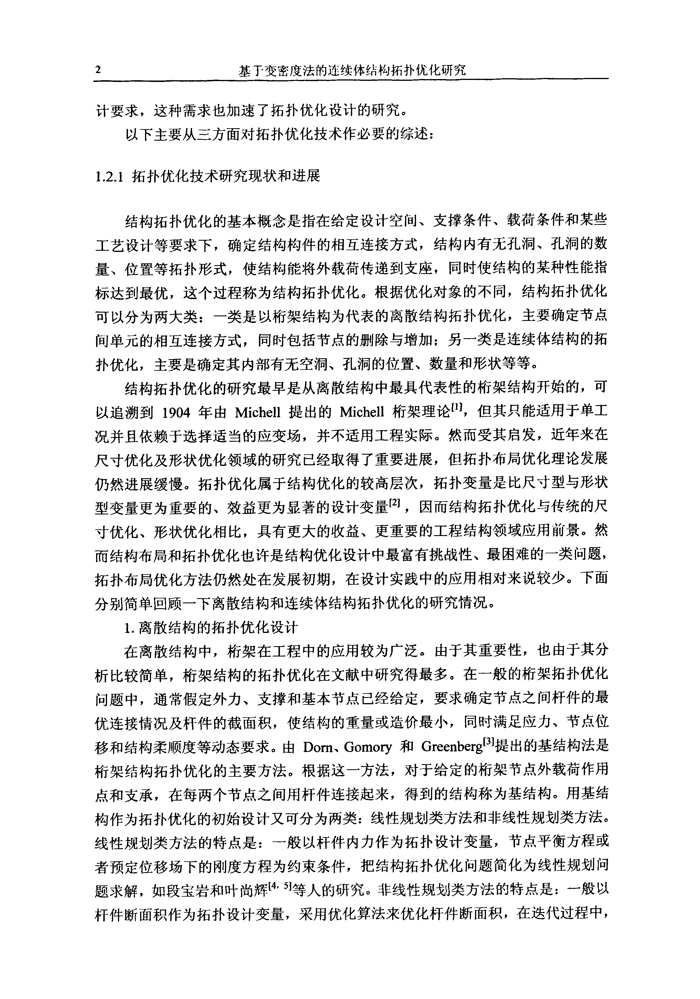 2 基于变密度法的连续体结构拓扑优化研究
计要求，这种需求也加速了拓扑优化设计的研究。
以下主要从三方面对拓扑优化技术作必要的综述：
1.2.1 拓扑优化技术研究现状和进展
结构拓扑优化的基本概念是指在给定设计空间、支撑条件、载荷条件和某些
工艺设计等要求下，确定结构构件的相互连接方式，结构内有无孔洞、孔洞的数
量、位置等拓扑形式，使结构能将外载荷传递到支座，同时使结构的某种性能指
标达到最优，这个过程称为结构拓扑优化。根据优化对象的不同，结构拓扑优化
可以分为两大类：一类是以桁架结构为代表的离散结构拓扑优化，主要确定节点
间单元的相互连接方式，同时包括节点的删除与增加；另一类是连续体结构的拓
扑优化，主要是确定其内部有无空洞、孔洞的位置、数量和形状等等。
结构拓扑优化的研究最早是从离散结构中最具代表性的桁架结构开始的，可
以追溯到 1904 年由 Michell 提出的 Michell 桁架理论[1]，但其只能适用于单工
况并且依赖于选择适当的应变场，并不适用工程实际。然而受其启发，近年来在
尺寸优化及形状优化领域的研究已经取得了重要进展，但拓扑布局优化理论发展
仍然进展缓慢。拓扑优化属于结构优化的较高层次，拓扑变量是比尺寸型与形状
型变量更为重要的、效益更为显著的设计变量[2]，因而结构拓扑优化与传统的尺
寸优化、形状优化相比，具有更大的收益、更重要的工程结构领域应用前景。然
而结构布局和拓扑优化也许是结构优化设计中最富有挑战性、最困难的一类问题，
拓扑布局优化方法仍然处在发展初期，在设计实践中的应用相对来说较少。下面
分别简单回顾一下离散结构和连续体结构拓扑优化的研究情况。
1. 离散结构的拓扑优化设计
在离散结构中，桁架在工程中的应用较为广泛。由于其重要性，也由于其分
析比较简单，桁架结构的拓扑优化在文献中研究得最多。在一般的桁架拓扑优化
问题中，通常假定外力、支撑和基本节点已经给定，要求确定节点之间杆件的最
优连接情况及杆件的截面积，使结构的重量或造价最小，同时满足应力、节点位
移和结构柔顺度等动态要求。由 Dorn、Gomory 和 Greenberg[3]提出的基结构法是
桁架结构拓扑优化的主要方法。根据这一方法，对于给定的桁架节点外载荷作用
点和支承，在每两个节点之间用杆件连接起来，得到的结构称为基结构。用基结
构作为拓扑优化的初始设计又可分为两类：线性规划类方法和非线性规划类方法。
线性规划类方法的特点是：一般以杆件内力作为拓扑设计变量，节点平衡方程或
者预定位移场下的刚度方程为约束条件，把结构拓扑优化问题简化为线性规划问
题求解，如段宝岩和叶尚辉[4，5]等人的研究。非线性规划类方法的特点是：一般以
杆件断面积作为拓扑设计变量，采用优化算法来优化杆件断面积，在迭代过程中，